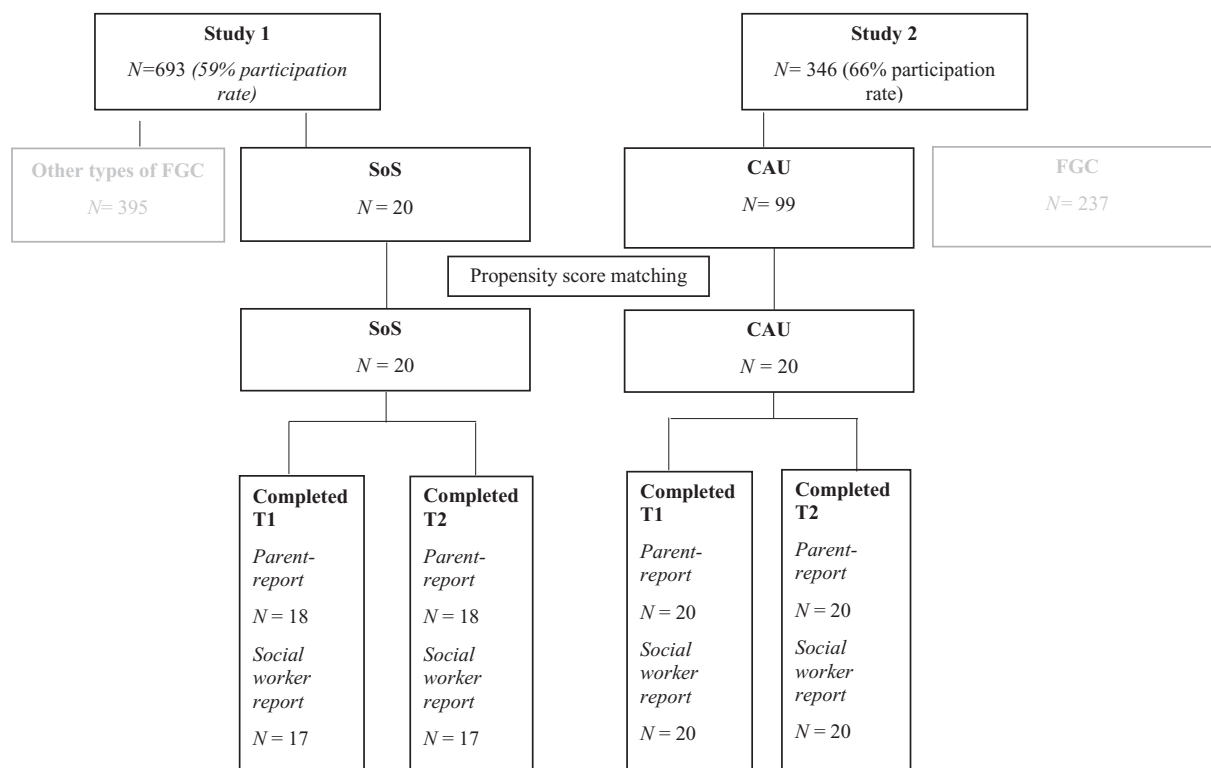 Study 1
N=693 (59% participation
rate)
Study 2
N= 346 (66% participation
rate)
Other types of FGC
N= 395
SoS
N = 20
CAU
N= 99
FGC
N= 237
Propensity score matching
SoS
N = 20
CAU
N = 20
Completed
T1
Parent-
report
N = 18
Social
worker
report
N = 17
Completed
T2
Parent-
report
N = 18
Social
worker
report
N = 17
Completed
T1
Parent-
report
N = 20
Social
worker
report
N = 20
Completed
T2
Parent-
report
N = 20
Social
worker
report
N = 20